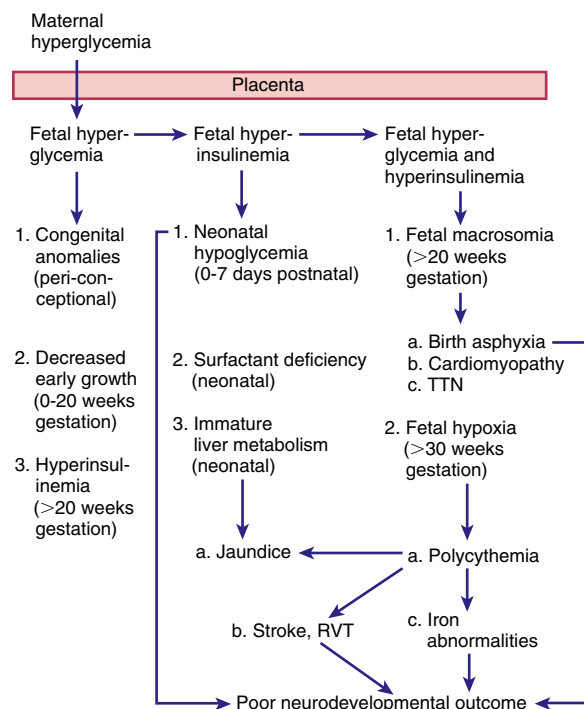 Maternal
hyperglycemia
Placenta
Fetal hyper-
glycemia
Fetal hyper-
insulinemia
Fetal hyper-
glycemia and
hyperinsulinemia
1. Congenital
anomalies
(peri-con-
ceptional)
2. Decreased
early growth
(0-20 weeks
gestation)
3. Hyperinsul-
inemia
(>20 weeks
gestation)
1. Neonatal
hypoglycemia
(0-7 days postnatal)
2. Surfactant deficiency
(neonatal)
3. Immature
liver metabolism
(neonatal)
a. Jaundice
b. Stroke, RVT
1. Fetal macrosomia
(>20 weeks
gestation)
a. Birth asphyxia
b. Cardiomyopathy
c. TTN
2. Fetal hypoxia
(>30 weeks
gestation)
a. Polycythemia
c. Iron
abnormalities
Poor neurodevelopmental outcome